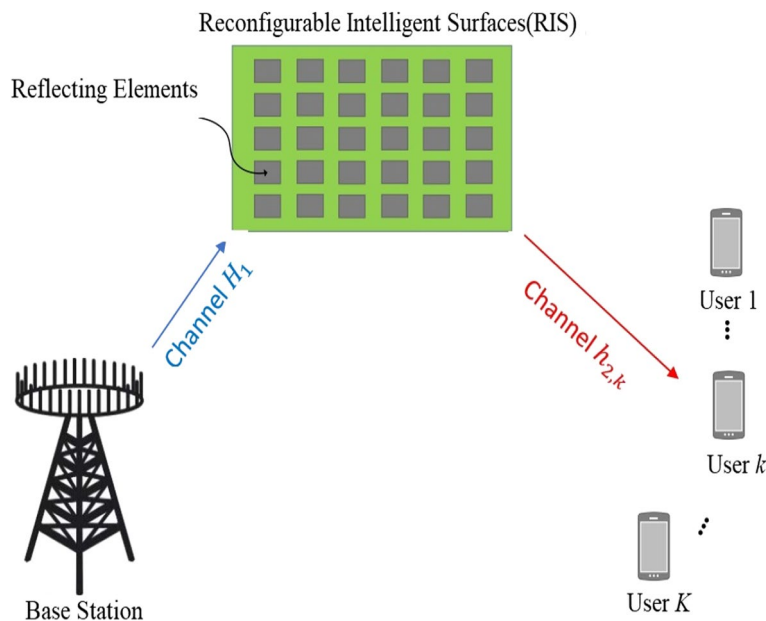 Reconfigurable Intelligent Surfaces(RIS)
Reflecting Elements
Channel H₁
Channel h₂,ₖ
User 1
User k
User K
Base Station